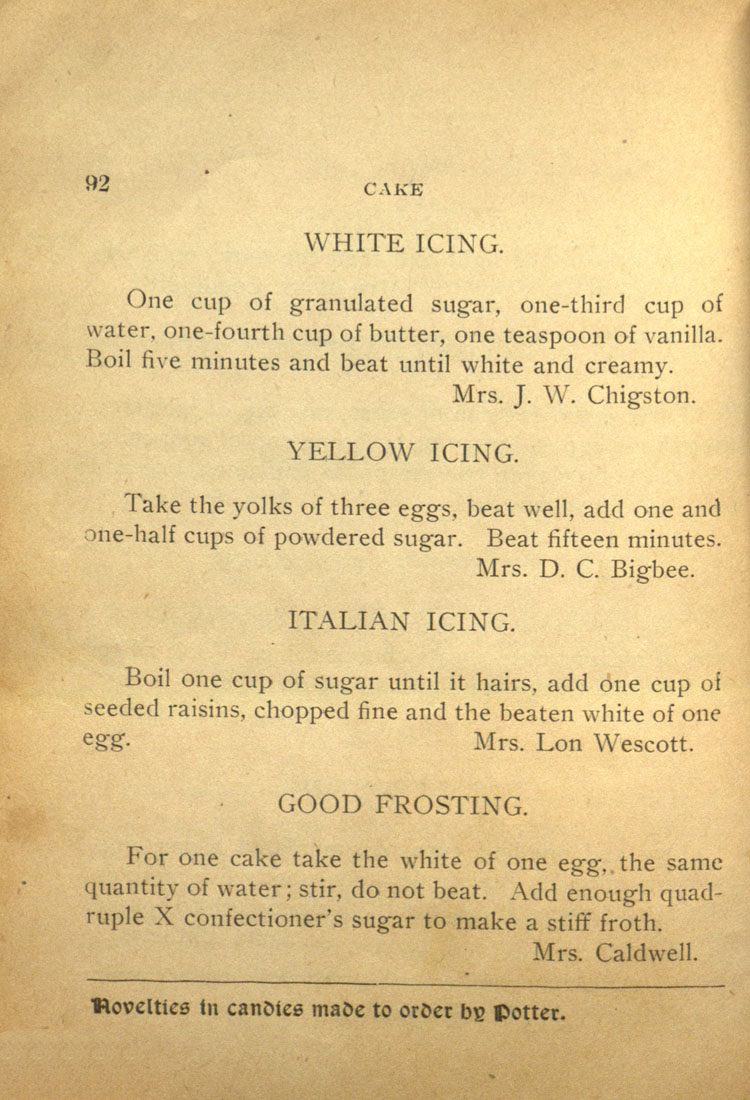 92
CAKE
WHITE ICING.
One cup of granulated sugar, one-third cup of
water, one-fourth cup of butter, one teaspoon of vanilla.
Boil five minutes and beat until white and creamy.
Mrs. J. W. Chigston.
YELLOW ICING.
Take the yolks of three eggs, beat well, add one and
one-half cups of powdered sugar. Beat fifteen minutes.
Mrs. D. C. Bigbee.
ITALIAN ICING.
Boil one cup of sugar until it hairs, add one cup of
seeded raisins, chopped fine and the beaten white of one
egg. Mrs. Lon Wescott.
GOOD FROSTING.
For one cake take the white of one egg, the same
quantity of water; stir, do not beat. Add enough quad-
ruple X confectioner's sugar to make a stiff froth.
Mrs. Caldwell.
Novelties in candies made to order by Potter.